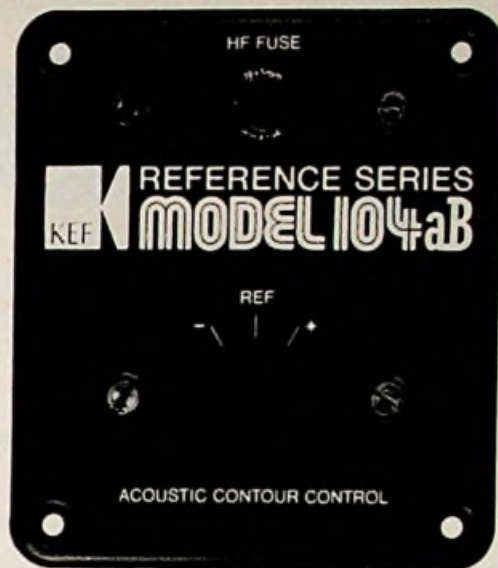 HF FUSE
REFERENCE SERIES
KEF MODEL 104aB
REF
- +
ACOUSTIC CONTOUR CONTROL